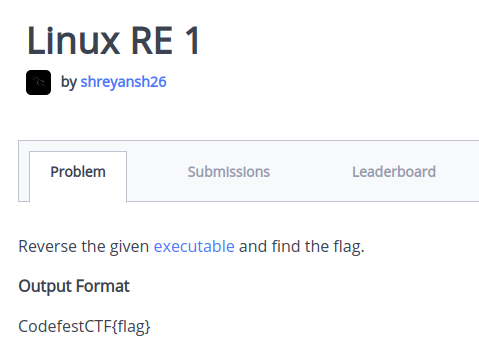 Linux RE 1
by shreyansh26
Problem Submissions Leaderboard
Reverse the given executable and find the flag.
Output Format
CodefestCTF{flag}